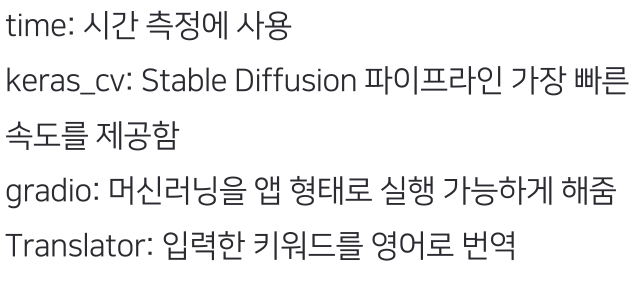 time: 시간 측정에 사용
keras_cv: Stable Diffusion 파이프라인 가장 빠른
속도를 제공함
gradio: 머신러닝을 앱 형태로 실행 가능하게 해줌
Translator: 입력한 키워드를 영어로 번역